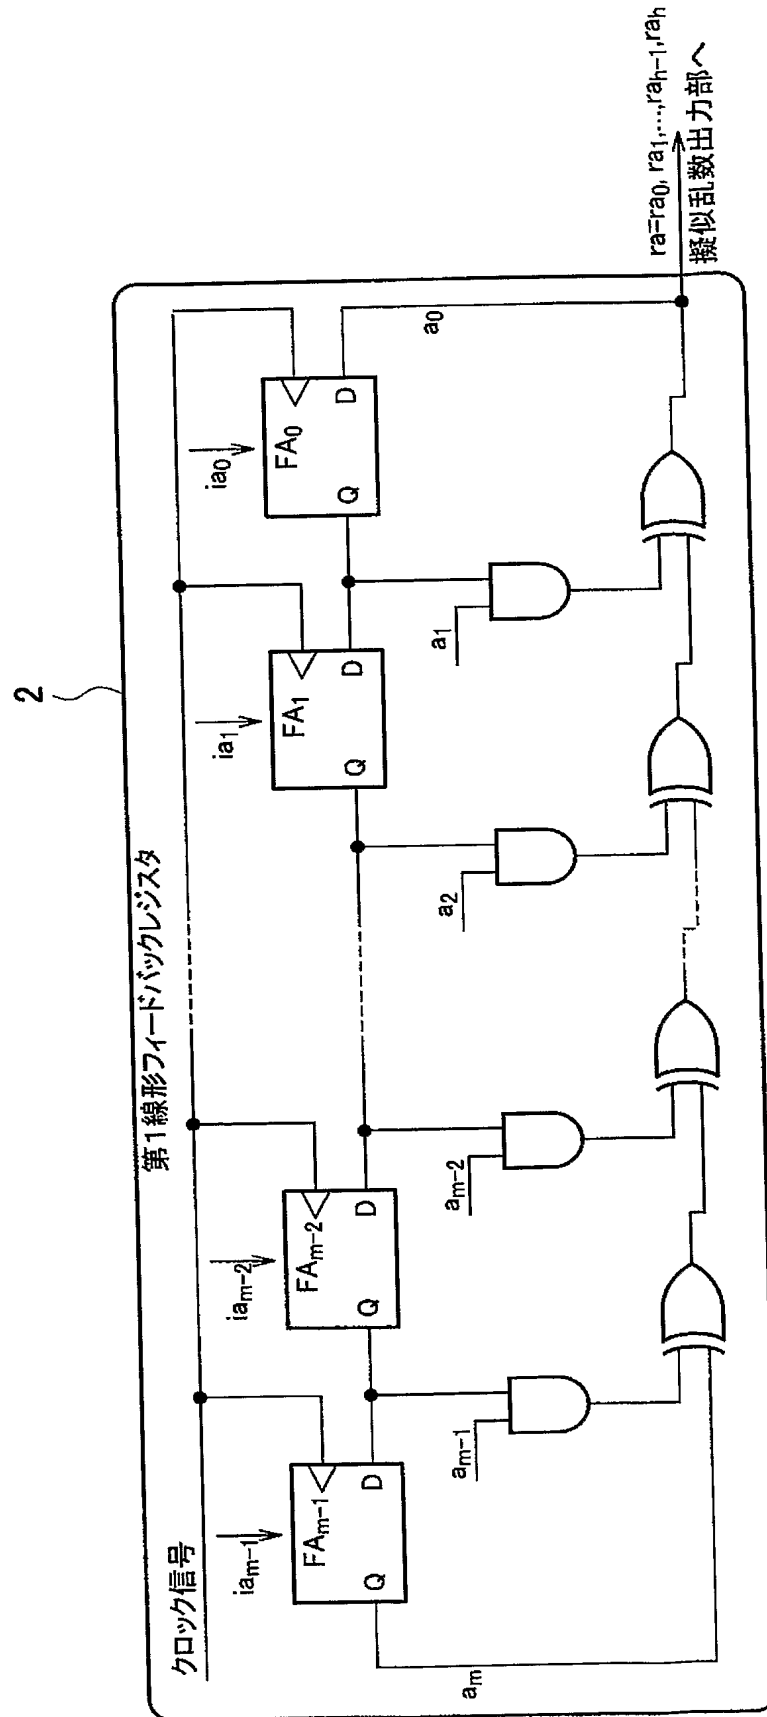 2
第1線形フィードバックレジスタ
クロック信号
iam-1
iam-2
ia1
ia0
FAm-1
Q
D
FAm-2
Q
D
FA1
Q
D
FA0
Q
D
am
am-1
am-2
a2
a1
a0
ra=ra0, ra1,...,rah-1,rah
擬似乱数出力部へ